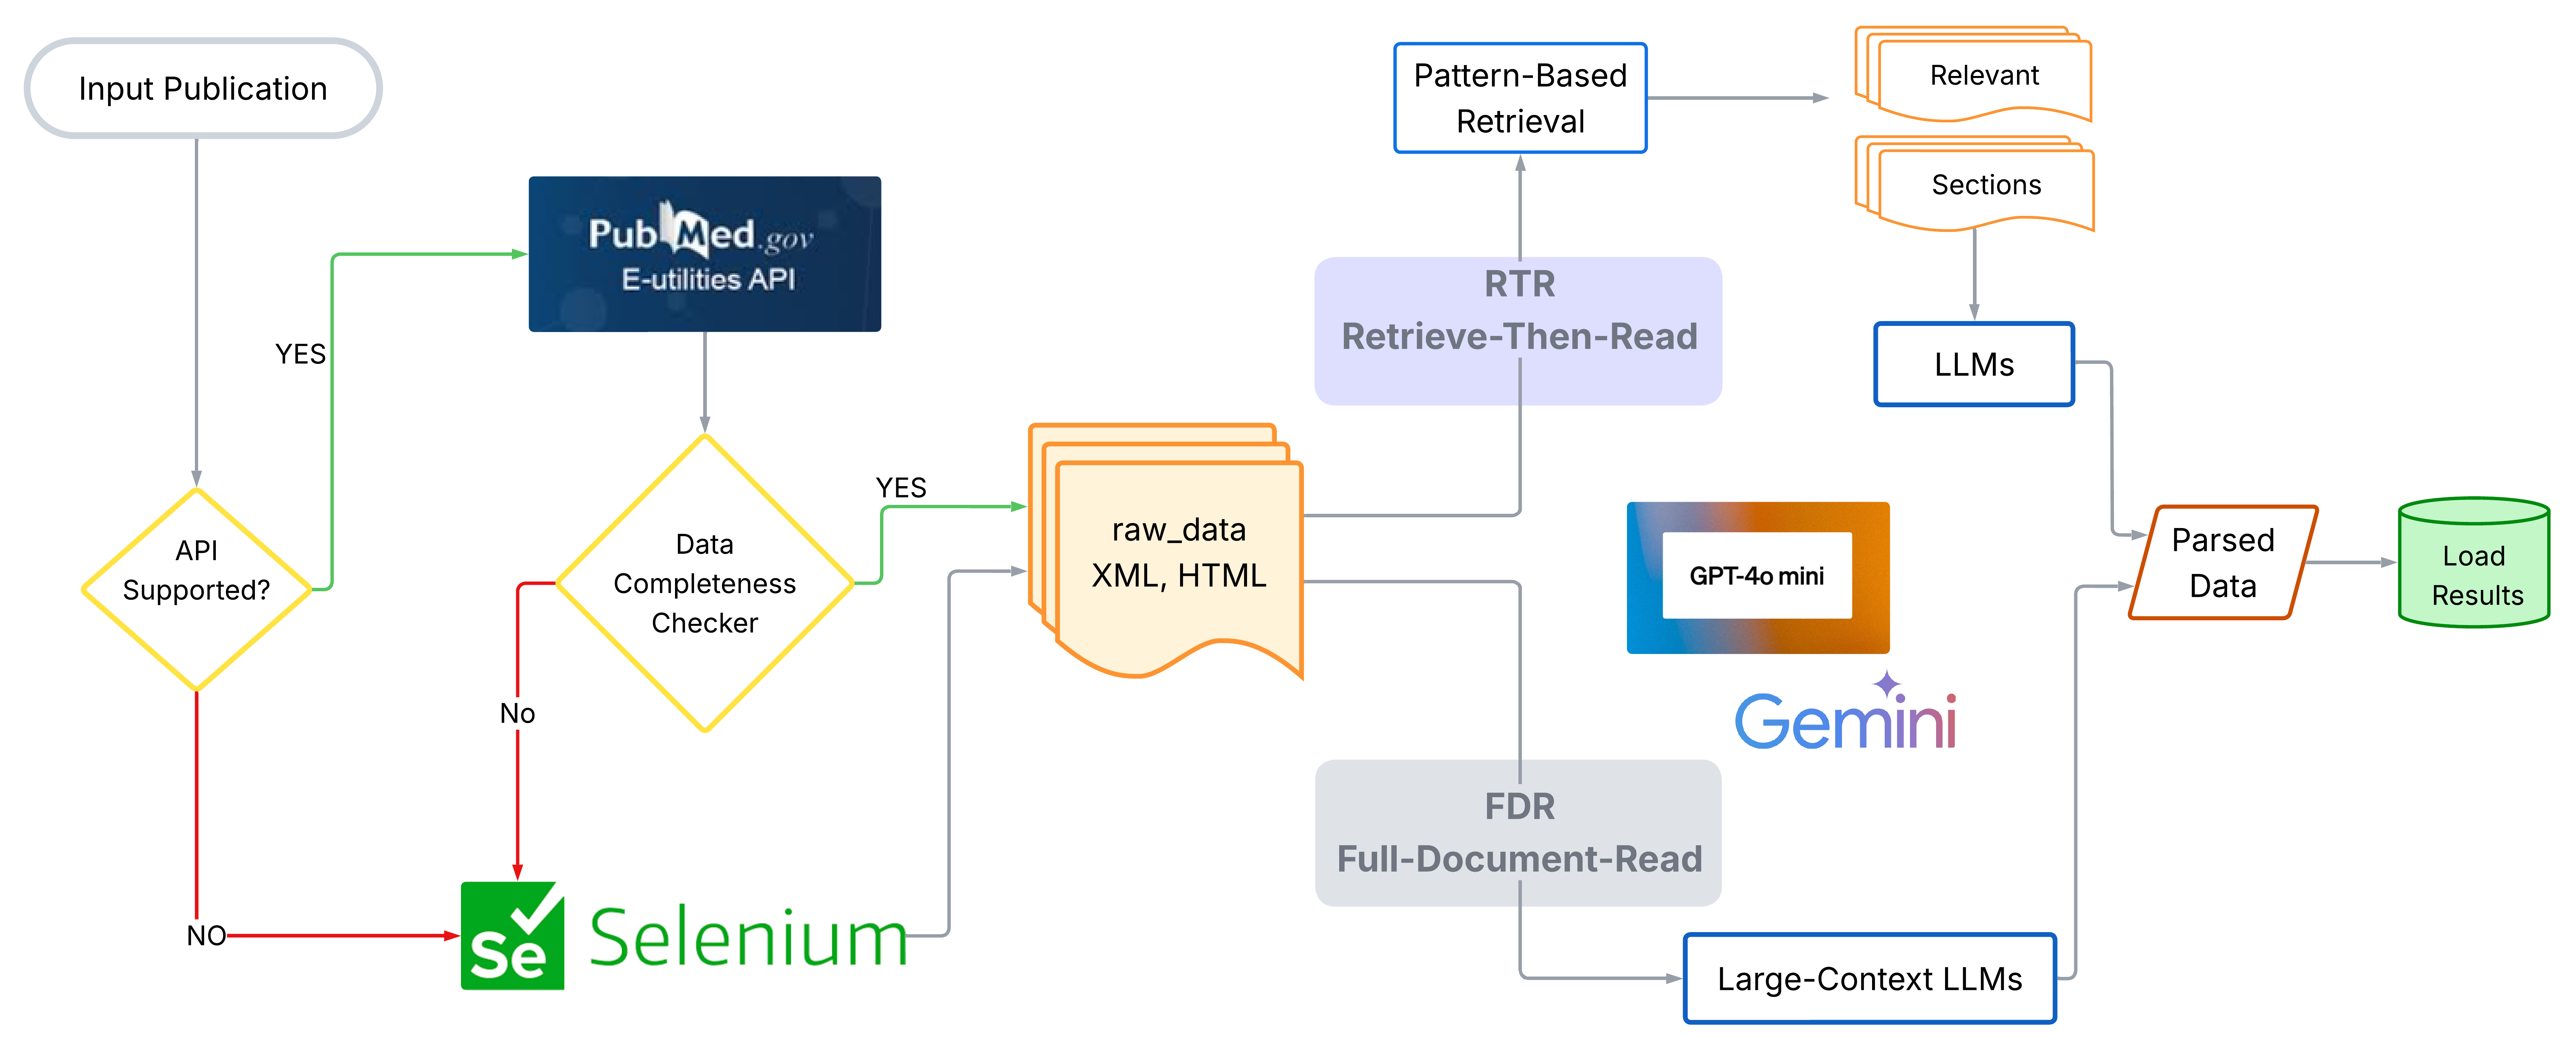 Input Publication
YES
API
Supported?
NO
PubMed.gov
E-utilities API
Data
Completeness
Checker
YES
No
Se Selenium
raw_data
XML, HTML
RTR
Retrieve-Then-Read
Pattern-Based
Retrieval
Relevant
Sections
LLMs
GPT-4o mini
Gemini
FDR
Full-Document-Read
Large-Context LLMs
Parsed
Data
Load
Results